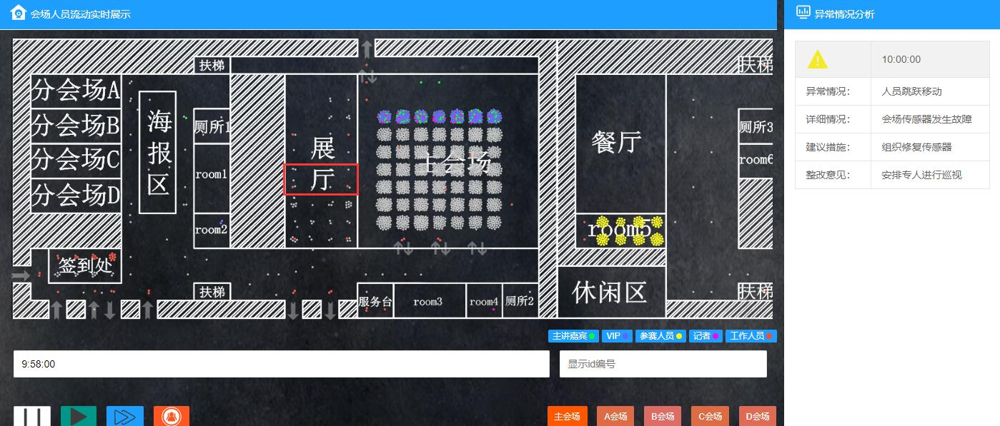 会场人员流动实时展示
异常情况分析
10:00:00
异常情况: 人员跳跃移动
详细情况: 会场传感器发生故障
建议措施: 组织修复传感器
整改意见: 安排专人进行巡视
扶梯
扶梯
分会场A
分会场B
分会场C
分会场D
海报区
厕所1
room1
room2
展厅
主会场
餐厅
room5
厕所3
room6
签到处
扶梯
服务台
room3
room4
厕所2
休闲区
扶梯
主讲嘉宾 VIP 参赛人员 记者 工作人员
9:58:00
显示id编号
主会场 A会场 B会场 C会场 D会场